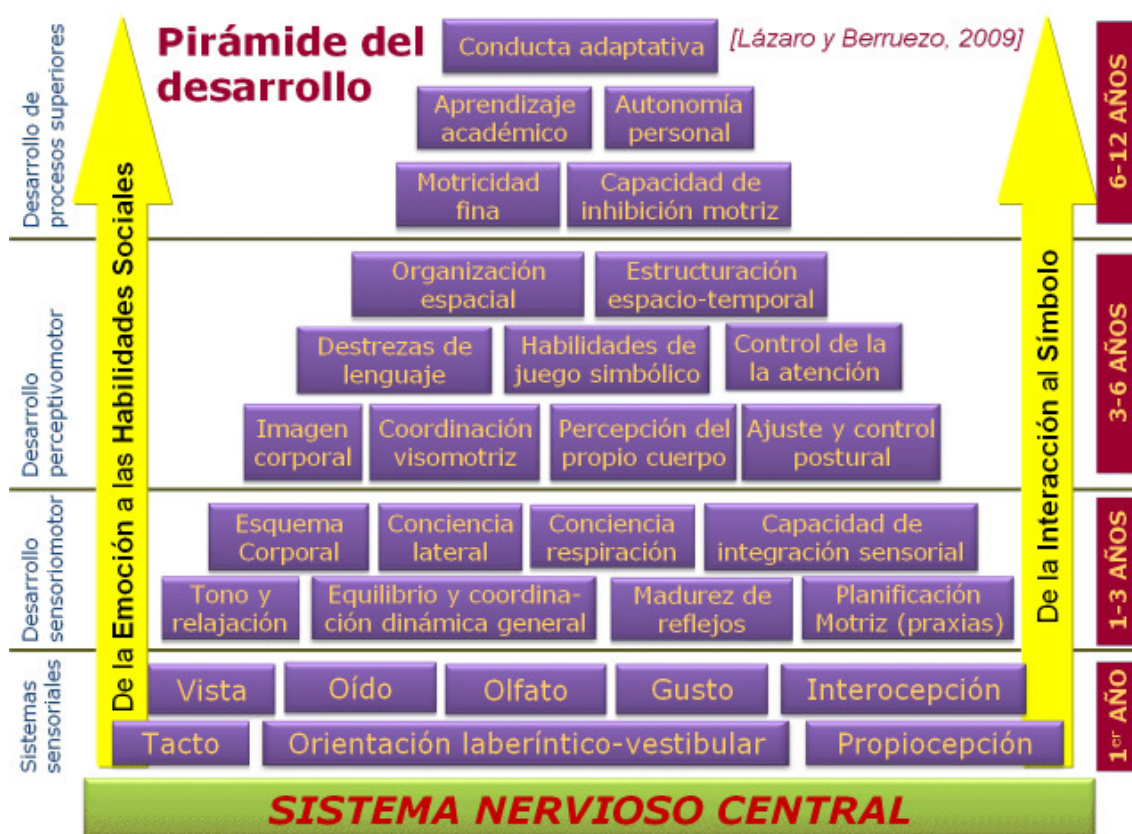 Pirámide del
desarrollo
[Lázaro y Berruezo, 2009]
Conducta adaptativa
Aprendizaje
académico
Autonomía
personal
Motricidad
fina
Capacidad de
inhibición motriz
Desarrollo de
procesos superiores
6-12 AÑOS
Organización
espacial
Estructuración
espacio-temporal
Destrezas de
lenguaje
Habilidades de
juego simbólico
Control de la
la atención
Imagen
corporal
Coordinación
visomotriz
Percepción del
propio cuerpo
Ajuste y control
postural
Desarrollo
perceptivomotor
3-6 AÑOS
Esquema
Corporal
Conciencia
lateral
Conciencia
respiración
Capacidad de
integración sensorial
Tono y
relajación
Equilibrio y coordina-
ción dinámica general
Madurez de
reflejos
Planificación
Motriz (praxias)
Desarrollo
sensoriomotor
1-3 AÑOS
Vista
Oído
Olfato
Gusto
Interocepción
Tacto
Orientación laberíntico-vestibular
Propiocepción
Sistemas
sensoriales
1er AÑO
De la Emoción a las Habilidades Sociales
De la Interacción al Símbolo
SISTEMA NERVIOSO CENTRAL